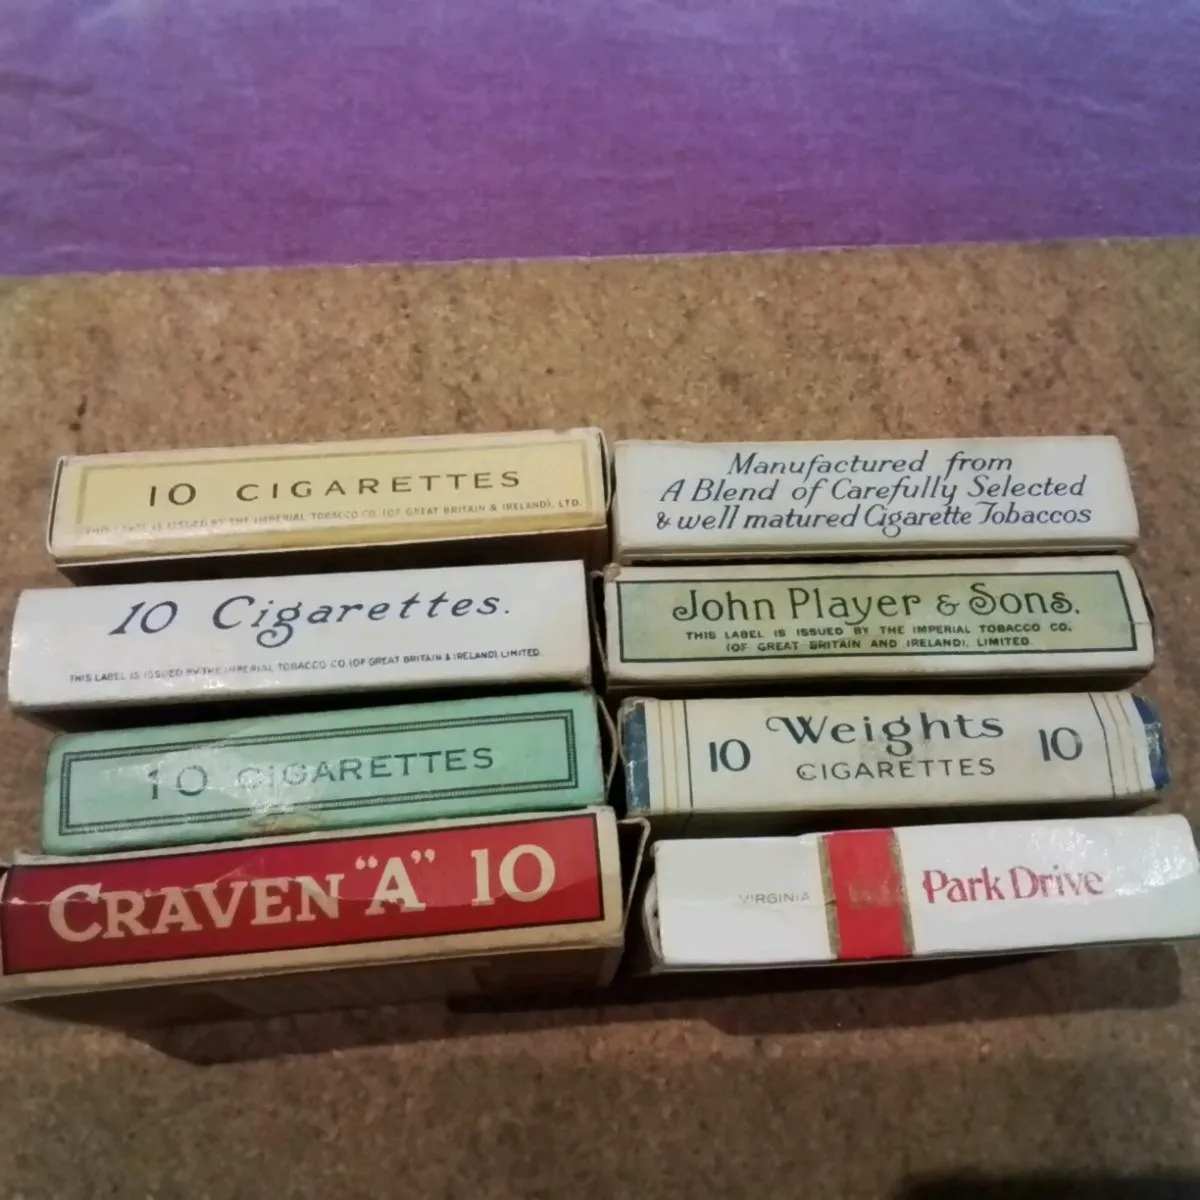 10 CIGARETTES
THIS LABEL IS ISSUED BY THE IMPERIAL TOBACCO CO. (OF GREAT BRITAIN & IRELAND), LTD.
10 Cigarettes.
THIS LABEL IS ISSUED BY THE IMPERIAL TOBACCO CO. (OF GREAT BRITAIN & IRELAND), LIMITED.
10 CIGARETTES
CRAVEN "A" 10
Manufactured from
A Blend of Carefully Selected
& well matured Cigarette Tobaccos
John Player & Sons.
THIS LABEL IS ISSUED BY THE IMPERIAL TOBACCO CO.
(OF GREAT BRITAIN AND IRELAND), LIMITED.
10 Weights 10
CIGARETTES
VIRGINIA Park Drive